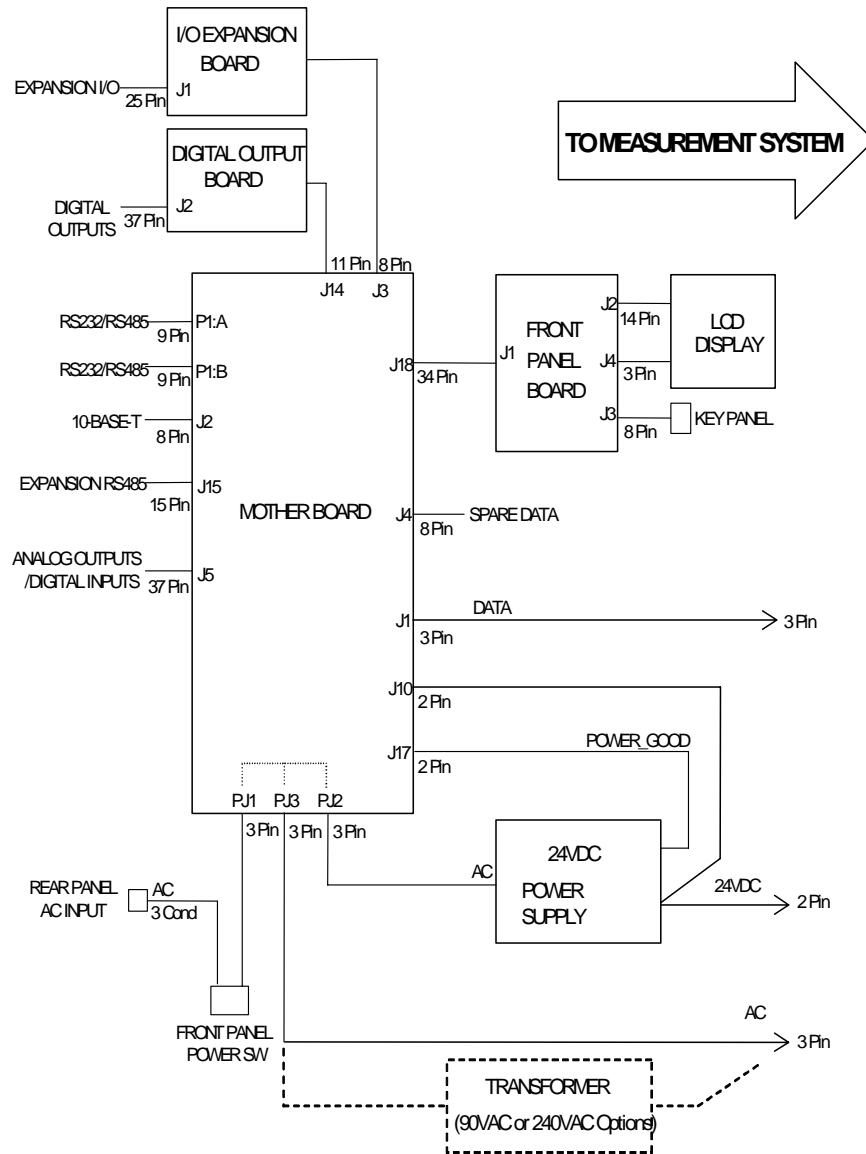 I/O EXPANSION
BOARD
EXPANSION I/O
J1
25 Pin
TO MEASUREMENT SYSTEM
DIGITAL OUTPUT
BOARD
DIGITAL
OUTPUTS
J2
37 Pin
11 Pin
8 Pin
J14
J3
RS232/RS485
P1:A
9 Pin
RS232/RS485
P1:B
9 Pin
10-BASE-T
J2
8 Pin
EXPANSION RS485
J15
15 Pin
ANALOG OUTPUTS
/DIGITAL INPUTS
J5
37 Pin
MOTHER BOARD
J18
34 Pin
J1
FRONT
PANEL
BOARD
J2
14 Pin
J4
3 Pin
J3
8 Pin
LCD
DISPLAY
KEY PANEL
J4
8 Pin
SPARE DATA
J1
3 Pin
DATA
3 Pin
J10
2 Pin
J17
2 Pin
POWER_GOOD
PJ1
PJ3
PJ2
3 Pin
3 Pin
3 Pin
AC
24VDC
POWER
SUPPLY
24VDC
2 Pin
REAR PANEL
AC INPUT
AC
3 Cond
FRONT PANEL
POWER SW
AC
3 Pin
TRANSFORMER
(90VAC or 240VAC Options)